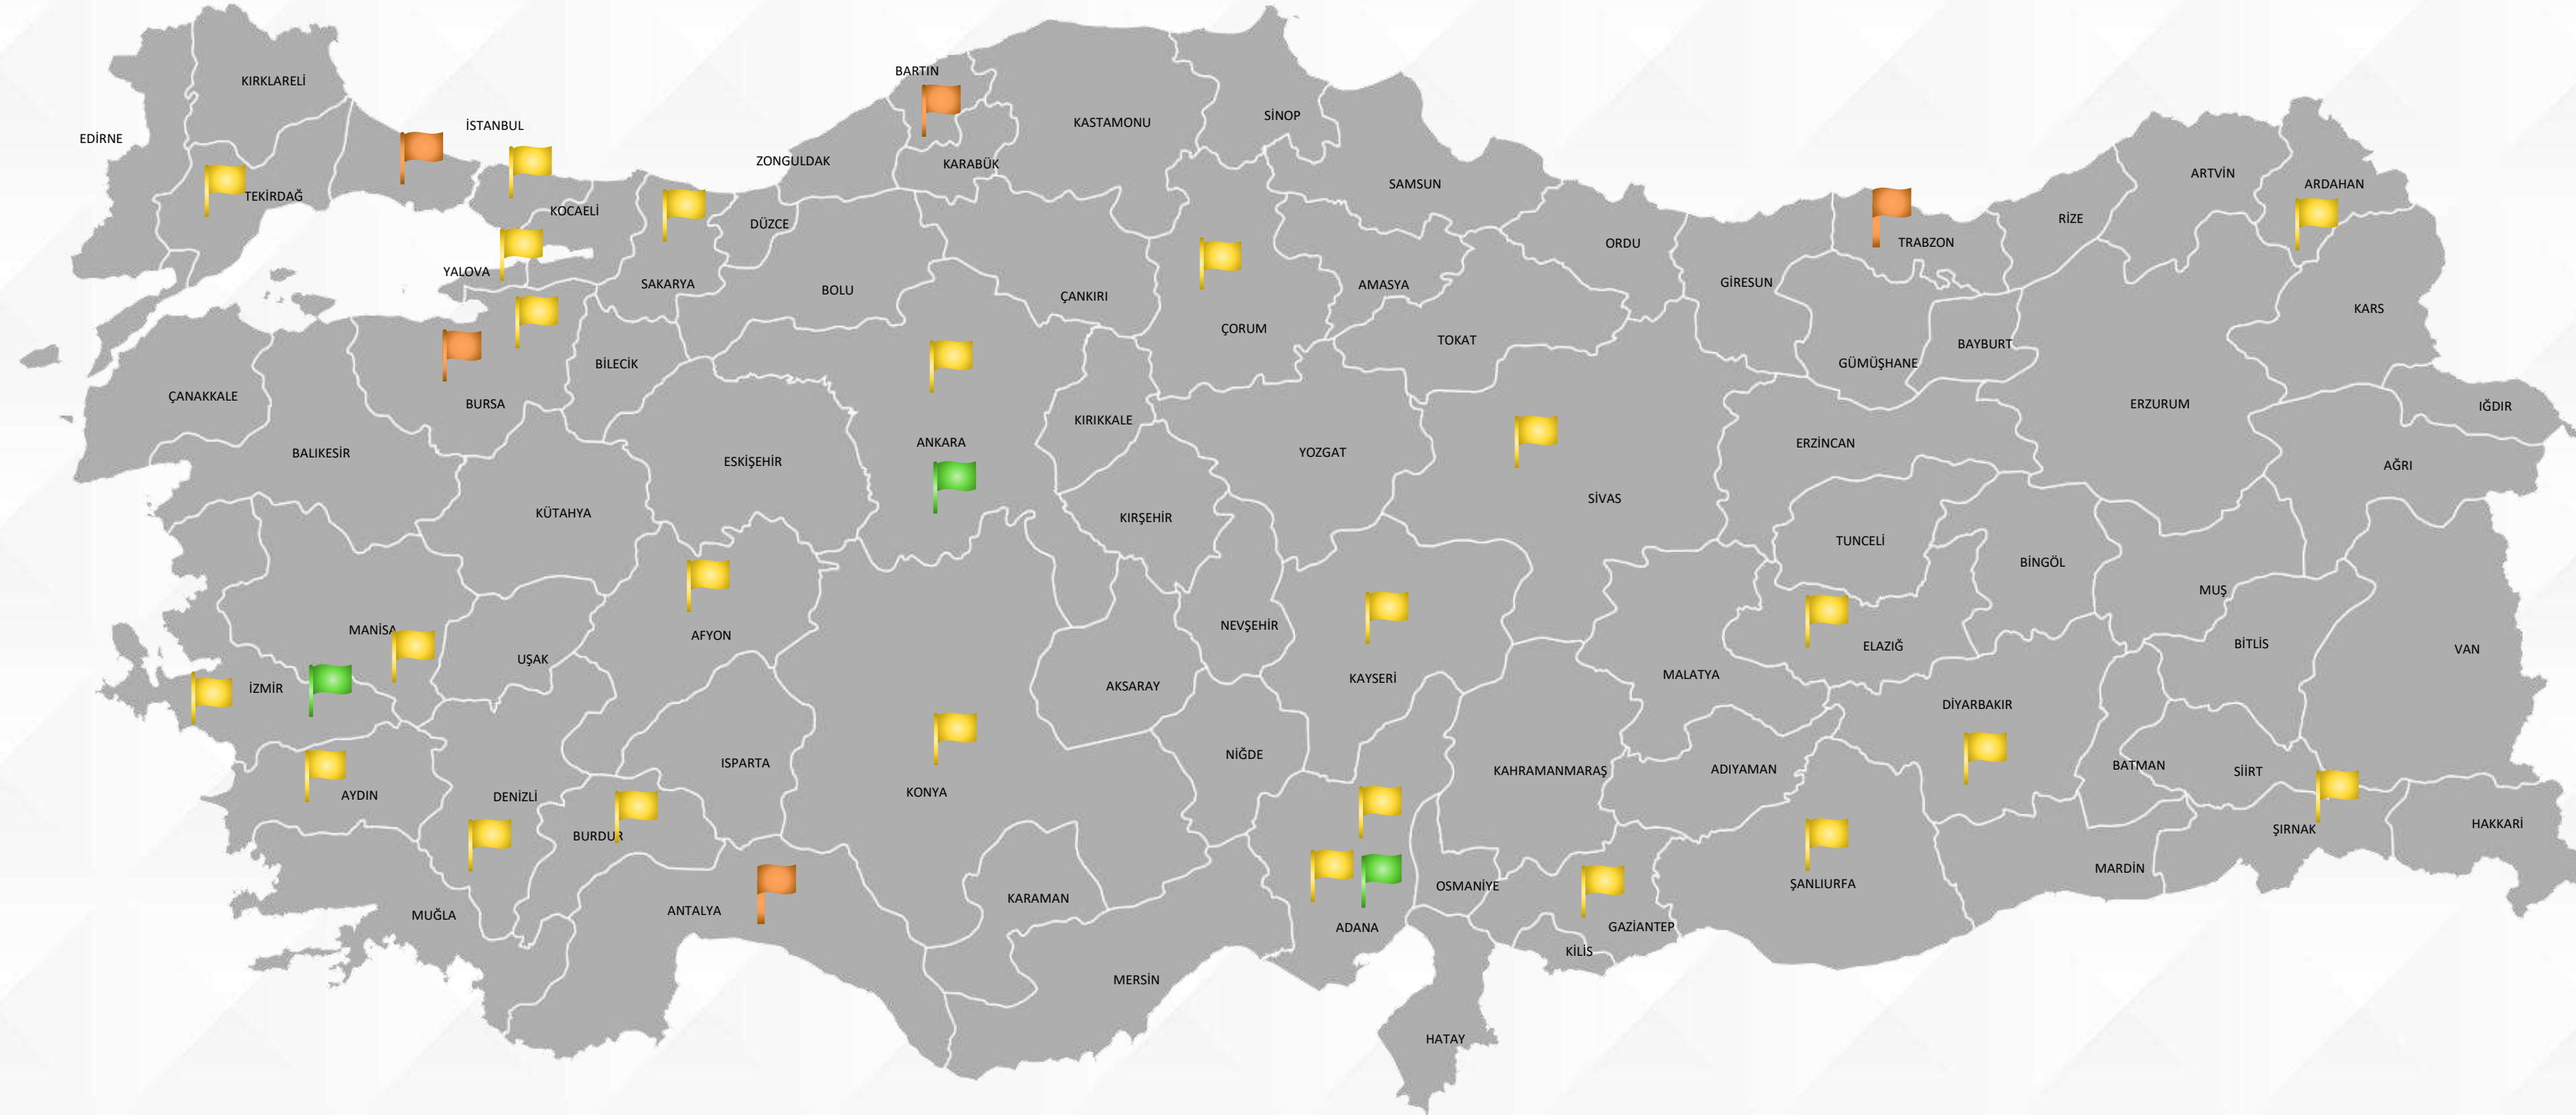 KIRKLARELİ
EDİRNE
TEKİRDAĞ
İSTANBUL
KOCAELİ
YALOVA
SAKARYA
DÜZCE
ZONGULDAK
BARTIN
KARABÜK
KASTAMONU
SİNOP
SAMSUN
ORDU
GİRESUN
TRABZON
RİZE
ARTVİN
ARDAHAN
KARS
IĞDIR
AĞRI
ERZURUM
BAYBURT
GÜMÜŞHANE
ERZİNCAN
TOKAT
AMASYA
ÇORUM
ÇANKIRI
BOLU
BİLECİK
BURSA
BALIKESİR
ÇANAKKALE
KÜTAHYA
ESKİŞEHİR
ANKARA
KIRIKKALE
KIRŞEHİR
YOZGAT
SİVAS
TUNCELİ
BİNGÖL
MUŞ
BİTLİS
VAN
ELAZIĞ
MALATYA
DİYARBAKIR
BATMAN
SİİRT
ŞIRNAK
HAKKARİ
MARDİN
ŞANLIURFA
ADIYAMAN
KAHRAMANMARAŞ
KAYSERİ
NEVŞEHİR
AKSARAY
NİĞDE
KONYA
AFYON
UŞAK
MANİSA
İZMİR
AYDIN
DENİZLİ
BURDUR
ISPARTA
MUĞLA
ANTALYA
KARAMAN
MERSİN
ADANA
OSMANİYE
GAZİANTEP
KİLİS
HATAY